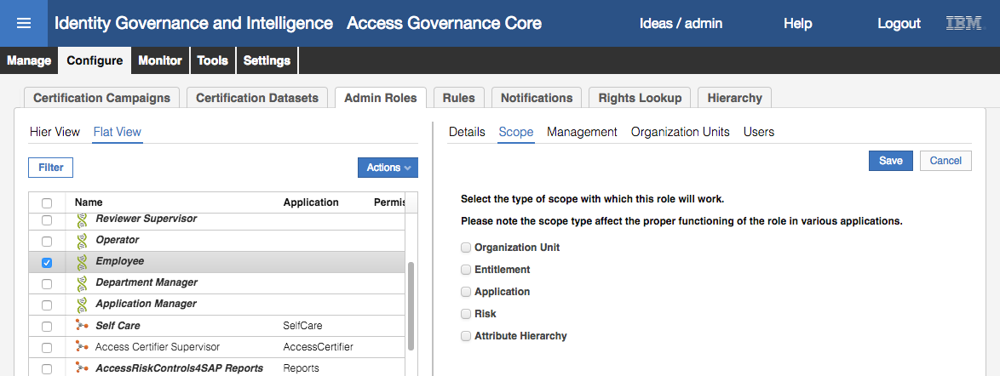 Identity Governance and Intelligence Access Governance Core Ideas / admin Help Logout IBM
Manage Configure Monitor Tools Settings
Certification Campaigns Certification Datasets Admin Roles Rules Notifications Rights Lookup Hierarchy
Hier View Flat View
Filter Actions
Name Application Permis
Reviewer Supervisor
Operator
Employee
Department Manager
Application Manager
Self Care SelfCare
Access Certifier Supervisor AccessCertifier
AccessRiskControls4SAP Reports Reports
Details Scope Management Organization Units Users
Save Cancel
Select the type of scope with which this role will work.
Please note the scope type affect the proper functioning of the role in various applications.
Organization Unit
Entitlement
Application
Risk
Attribute Hierarchy